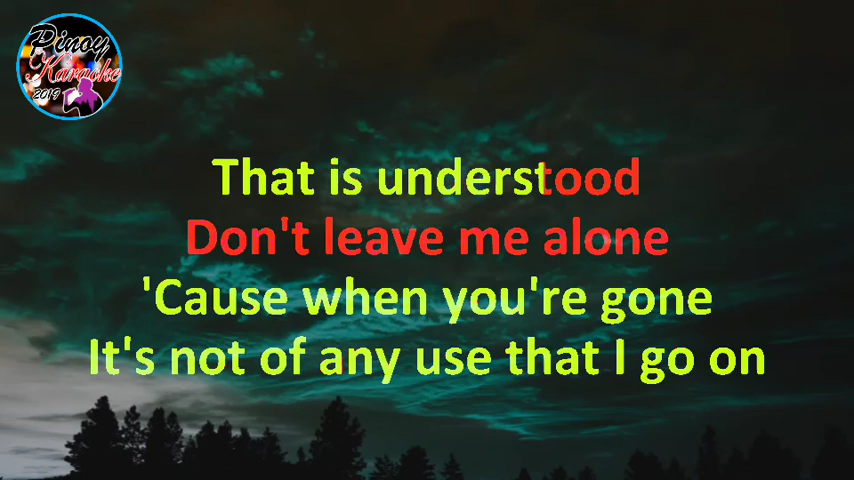 Pinoy
Karaoke
2019
That is understood
Don't leave me alone
'Cause when you're gone
It's not of any use that I go on